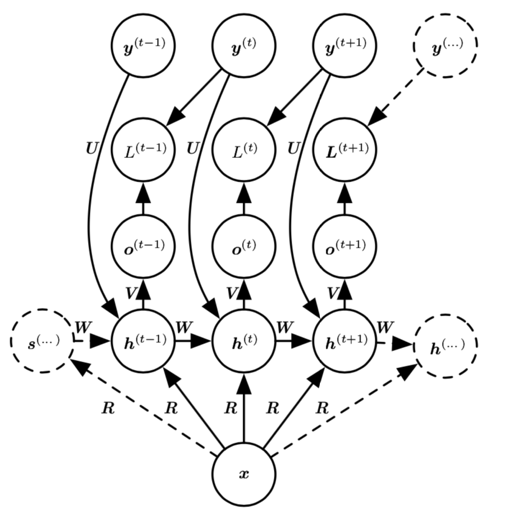 y(t−1) y(t) y(t+1) y(...)
U L(t−1) U L(t) U L(t+1)
o(t−1) o(t) o(t+1)
V V V
s(...) W h(t−1) W h(t) W h(t+1) W h(...)
R R R R R
x